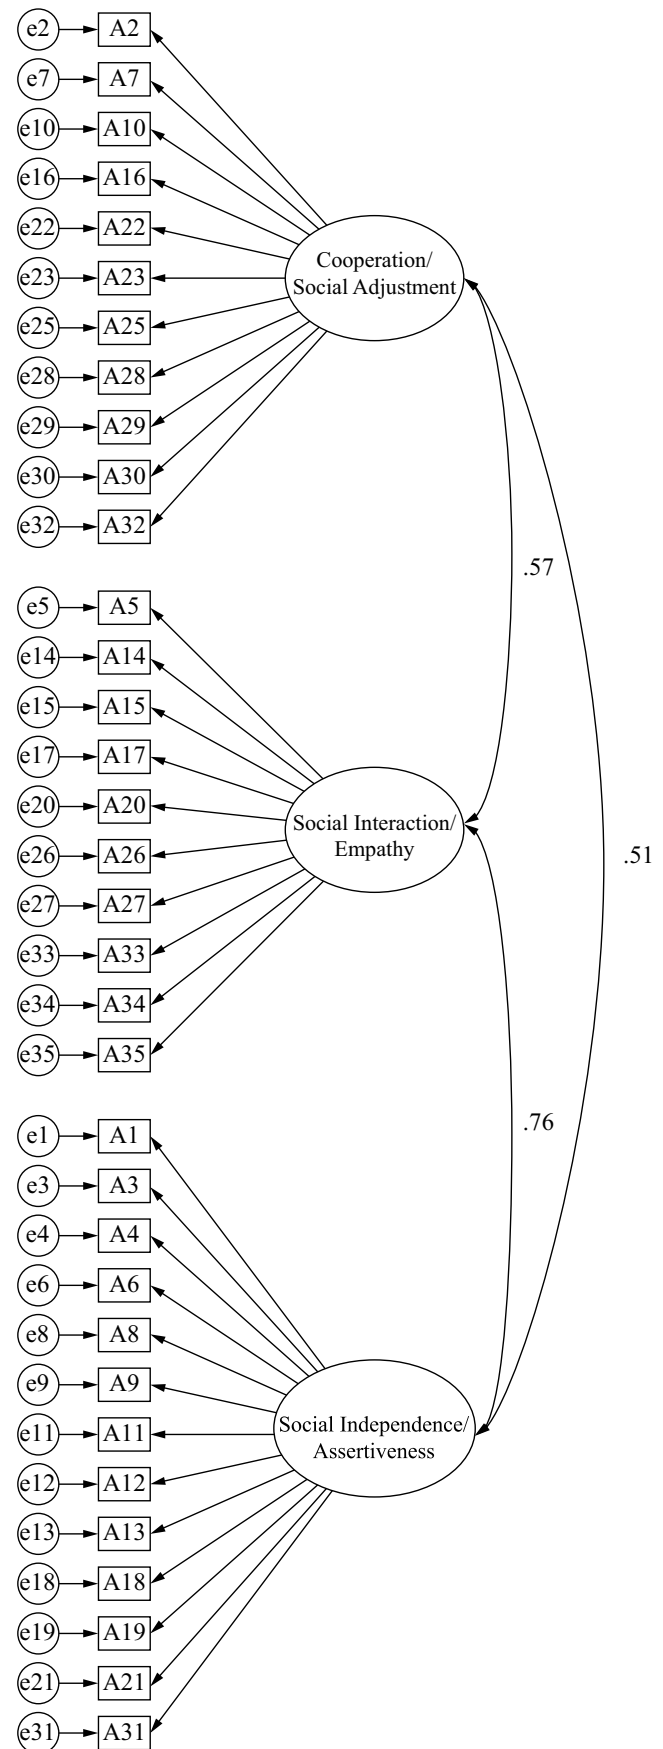 e2 A2
e7 A7
e10 A10
e16 A16
e22 A22
e23 A23
e25 A25
e28 A28
e29 A29
e30 A30
e32 A32
Cooperation/
Social Adjustment
.57
e5 A5
e14 A14
e15 A15
e17 A17
e20 A20
e26 A26
e27 A27
e33 A33
e34 A34
e35 A35
Social Interaction/
Empathy
.51
.76
e1 A1
e3 A3
e4 A4
e6 A6
e8 A8
e9 A9
e11 A11
e12 A12
e13 A13
e18 A18
e19 A19
e21 A21
e31 A31
Social Independence/
Assertiveness